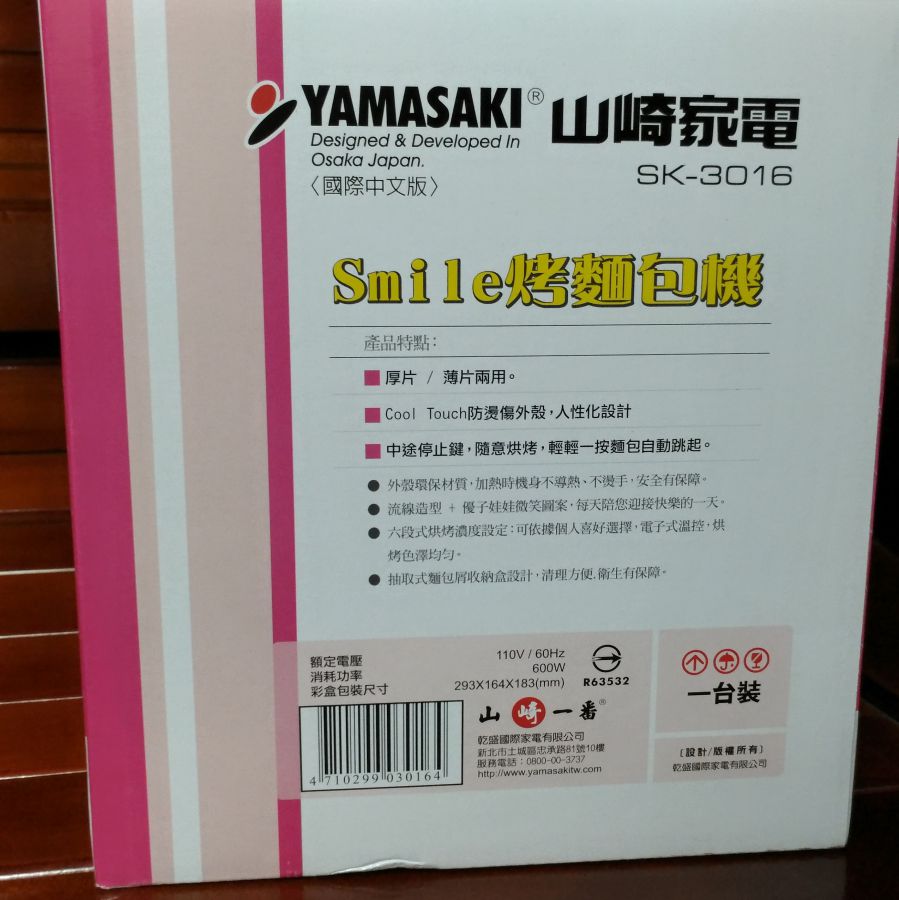 YAMASAKI® 山崎家電
Designed & Developed In
Osaka Japan.
SK-3016
〈國際中文版〉
Smile烤麵包機
產品特點：
厚片 / 薄片兩用。
Cool Touch防燙傷外殼，人性化設計
中途停止鍵，隨意烘烤，輕輕一按麵包自動跳起。
外殼環保材質，加熱時機身不導熱、不燙手，安全有保障。
流線造型 + 優子娃娃微笑圖案，每天陪您迎接快樂的一天。
六段式烘烤濃度設定：可依據個人喜好選擇，電子式溫控，烘
烤色澤均勻。
抽取式麵包屑收納盒設計，清理方便.衛生有保障。
額定電壓 110V / 60Hz
消耗功率 600W
彩盒包裝尺寸 293X164X183(mm)
R63532
一台裝
山崎一番®
乾盛國際家電有限公司
新北市土城區忠承路81號10樓
服務電話：0800-00-3737
http://www.yamasakitw.com
4 710299 030164
〔設計/版權所有〕
乾盛國際家電有限公司